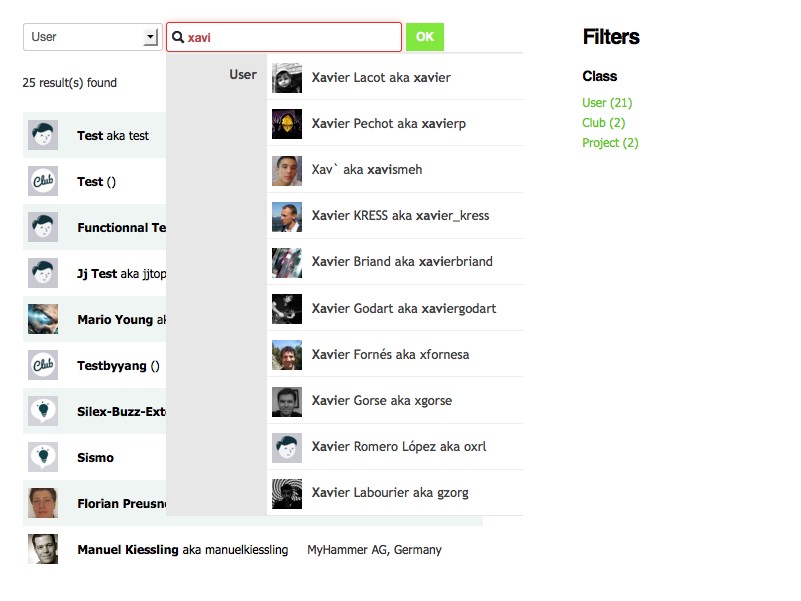 User
xavi
OK
25 result(s) found
Test aka test
Test ()
Functionnal Te
Jj Test aka jjtop
Mario Young ak
Testbyyang ()
Silex-Buzz-Exte
Sismo
Florian Preusne
Manuel Kiessling aka manuelkiessling MyHammer AG, Germany
User
Xavier Lacot aka xavier
Xavier Pechot aka xavierp
Xav` aka xavismeh
Xavier KRESS aka xavier_kress
Xavier Briand aka xavierbriand
Xavier Godart aka xaviergodart
Xavier Fornés aka xfornesa
Xavier Gorse aka xgorse
Xavier Romero López aka oxrl
Xavier Labourier aka gzorg
Filters
Class
User (21)
Club (2)
Project (2)
Club
Club